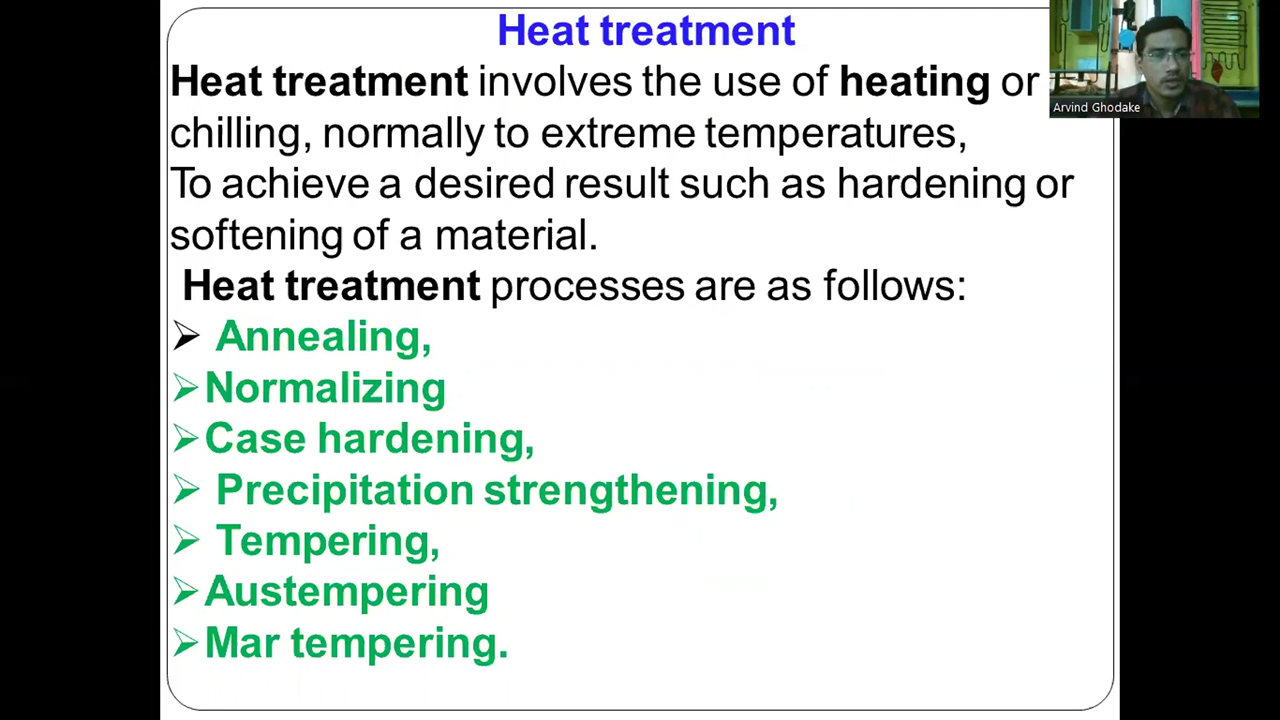 Heat treatment
Heat treatment involves the use of heating or
Arvind Ghodake
chilling, normally to extreme temperatures,
To achieve a desired result such as hardening or
softening of a material.
Heat treatment processes are as follows:
➢ Annealing,
➢Normalizing
➢Case hardening,
➢ Precipitation strengthening,
➢ Tempering,
➢Austempering
➢Mar tempering.